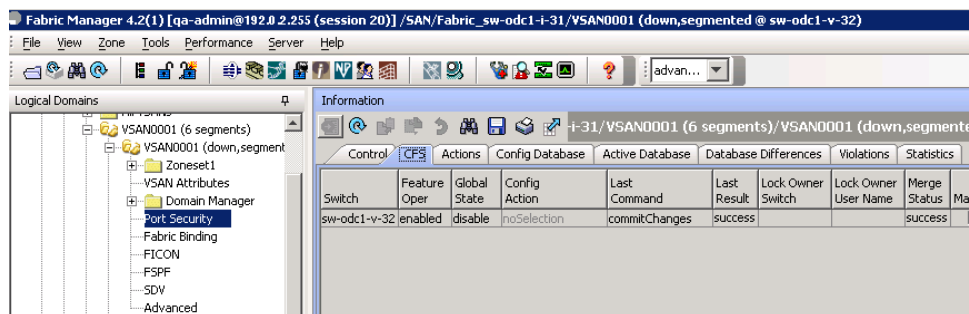 Fabric Manager 4.2(1) [qa-admin@192.0.2.255 (session 20)] /SAN/Fabric_sw-odc1-i-31/VSAN0001 (down,segmented @ sw-odc1-v-32)
File View Zone Tools Performance Server Help
advan...
Logical Domains
Information
VSAN0001 (6 segments)
VSAN0001 (down,segment
Zoneset1
VSAN Attributes
Domain Manager
Port Security
Fabric Binding
FICON
FSPF
SDV
Advanced
-i-31/VSAN0001 (6 segments)/VSAN0001 (down,segmente
Control CFS Actions Config Database Active Database Database Differences Violations Statistics
Switch Feature Oper Global State Config Action Last Command Last Result Lock Owner Switch Lock Owner User Name Merge Status Ma
sw-odc1-v-32 enabled disable noSelection commitChanges success success